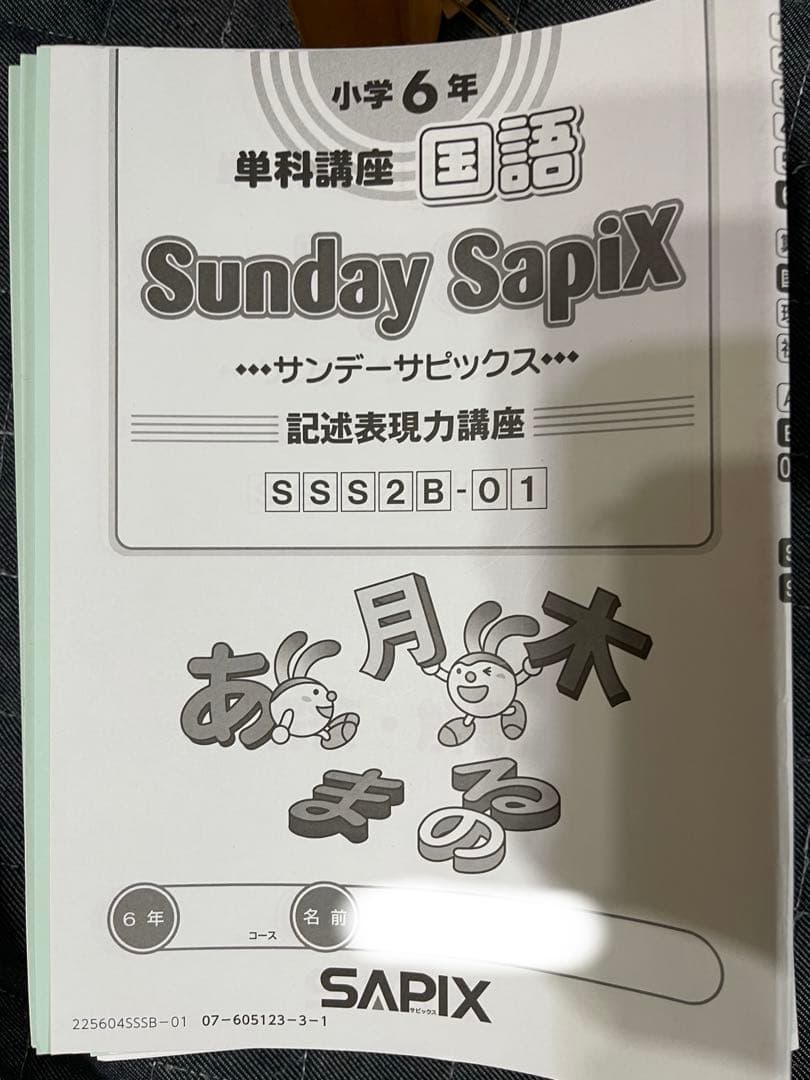 小学6年
単科講座 国語
Sunday SapiX
サンデーサピックス
記述表現力講座
SSS2B-01
月
木
あ
まるの
6年
コース
名前
SAPIX
サピックス
225604SSSB-01 07-605123-3-1